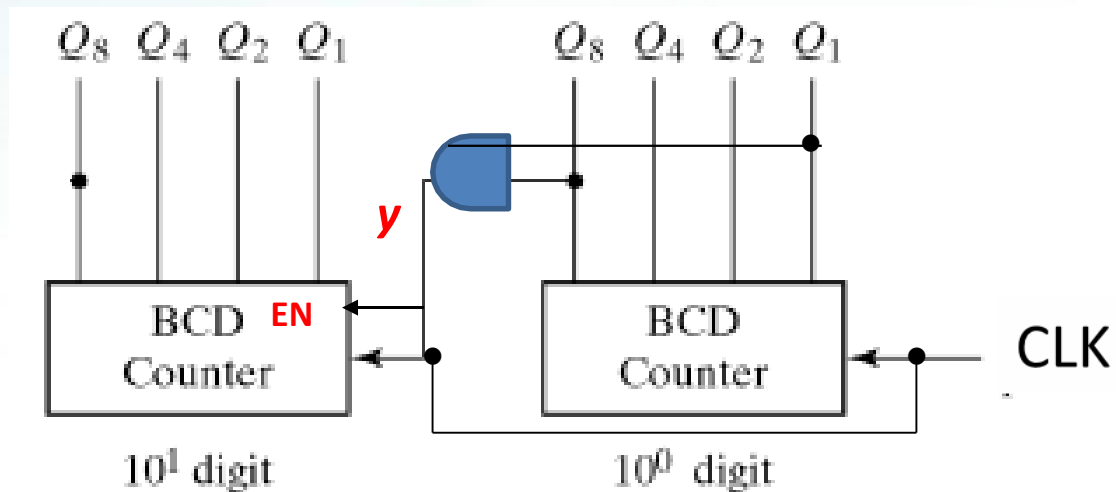 Q₈ Q₄ Q₂ Q₁ Q₈ Q₄ Q₂ Q₁
y
BCD EN
Counter
BCD
Counter
CLK
10¹ digit
10⁰ digit